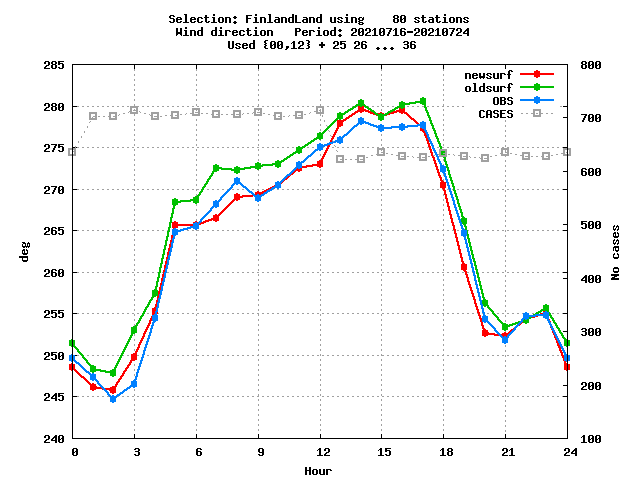 Selection: FinlandLand using    80 stations
Wind direction   Period: 20210716-20210724
Used {00,12} + 25 26 ... 36
newsurf
oldsurf
OBS
CASES
285
280
275
270
265
260
255
250
245
240
deg
800
700
600
500
400
300
200
100
No cases
0 3 6 9 12 15 18 21 24
Hour